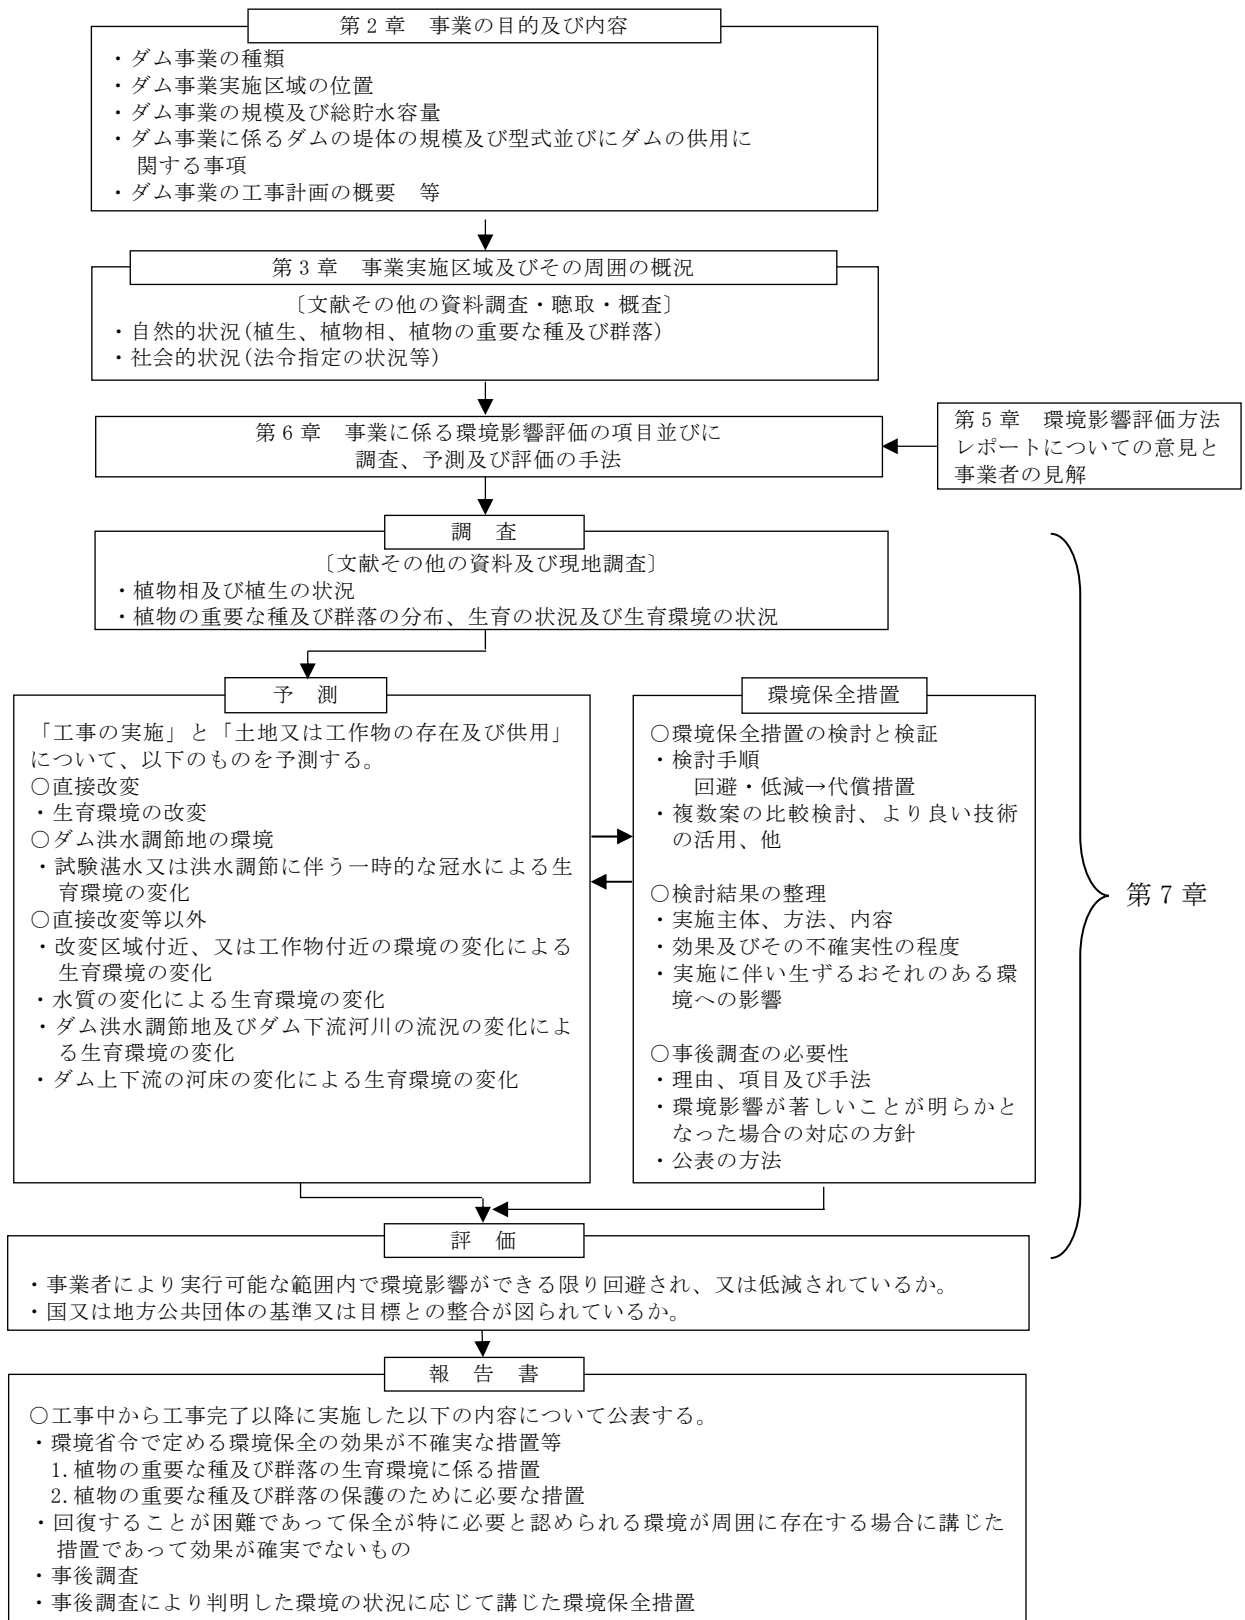 第2章　事業の目的及び内容
・ダム事業の種類
・ダム事業実施区域の位置
・ダム事業の規模及び総貯水容量
・ダム事業に係るダムの堤体の規模及び型式並びにダムの供用に
関する事項
・ダム事業の工事計画の概要　等
第3章　事業実施区域及びその周囲の概況
〔文献その他の資料調査・聴取・概査〕
・自然的状況(植生、植物相、植物の重要な種及び群落)
・社会的状況(法令指定の状況等)
第6章　事業に係る環境影響評価の項目並びに
調査、予測及び評価の手法
第5章　環境影響評価方法
レポートについての意見と
事業者の見解
調　査
〔文献その他の資料及び現地調査〕
・植物相及び植生の状況
・植物の重要な種及び群落の分布、生育の状況及び生育環境の状況
予　測
「工事の実施」と「土地又は工作物の存在及び供用」
について、以下のものを予測する。
○直接改変
・生育環境の改変
○ダム洪水調節地の環境
・試験湛水又は洪水調節に伴う一時的な冠水による生
育環境の変化
○直接改変等以外
・改変区域付近、又は工作物付近の環境の変化による
生育環境の変化
・水質の変化による生育環境の変化
・ダム洪水調節地及びダム下流河川の流況の変化によ
る生育環境の変化
・ダム上下流の河床の変化による生育環境の変化
環境保全措置
○環境保全措置の検討と検証
・検討手順
回避・低減→代償措置
・複数案の比較検討、より良い技術
の活用、他
○検討結果の整理
・実施主体、方法、内容
・効果及びその不確実性の程度
・実施に伴い生ずるおそれのある環
境への影響
○事後調査の必要性
・理由、項目及び手法
・環境影響が著しいことが明らかと
なった場合の対応の方針
・公表の方法
第7章
評　価
・事業者により実行可能な範囲内で環境影響ができる限り回避され、又は低減されているか。
・国又は地方公共団体の基準又は目標との整合が図られているか。
報　告　書
○工事中から工事完了以降に実施した以下の内容について公表する。
・環境省令で定める環境保全の効果が不確実な措置等
1.植物の重要な種及び群落の生育環境に係る措置
2.植物の重要な種及び群落の保護のために必要な措置
・回復することが困難であって保全が特に必要と認められる環境が周囲に存在する場合に講じた
措置であって効果が確実でないもの
・事後調査
・事後調査により判明した環境の状況に応じて講じた環境保全措置